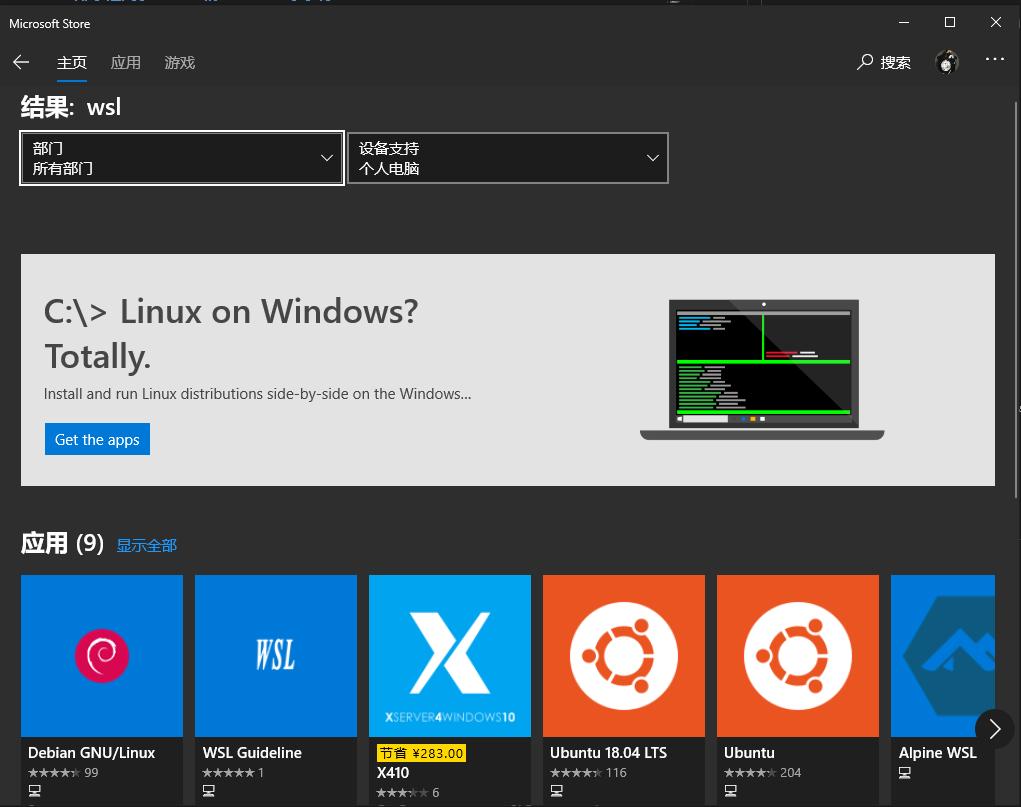 Microsoft Store
主页 应用 游戏 搜索
结果: wsl
部门
所有部门
设备支持
个人电脑
C:\> Linux on Windows?
Totally.
Install and run Linux distributions side-by-side on the Windows...
Get the apps
应用 (9) 显示全部
WSL
XSERVER4WINDOWS10
Debian GNU/Linux
99
WSL Guideline
1
节省 ¥283.00
X410
6
Ubuntu 18.04 LTS
116
Ubuntu
204
Alpine WSL